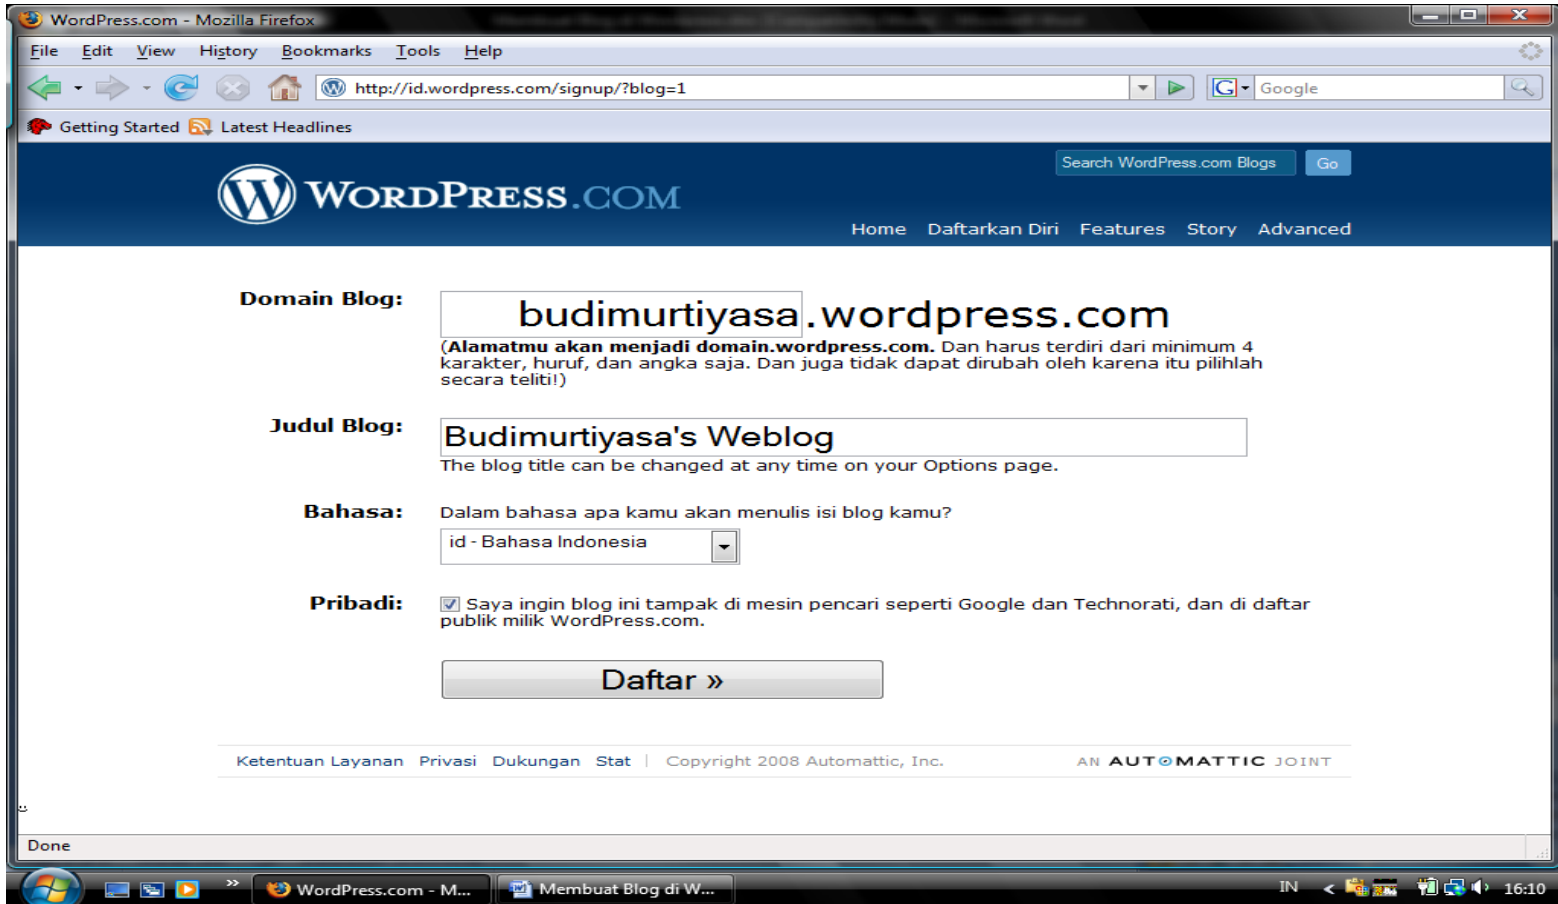 WordPress.com - Mozilla Firefox
File Edit View History Bookmarks Tools Help
http://id.wordpress.com/signup/?blog=1 G Google
Getting Started Latest Headlines
Search WordPress.com Blogs Go
WORDPRESS.COM
Home Daftarkan Diri Features Story Advanced
Domain Blog: budimurtiyasa.wordpress.com
(Alamatmu akan menjadi domain.wordpress.com. Dan harus terdiri dari minimum 4
karakter, huruf, dan angka saja. Dan juga tidak dapat dirubah oleh karena itu pilihlah
secara teliti!)
Judul Blog: Budimurtiyasa's Weblog
The blog title can be changed at any time on your Options page.
Bahasa: Dalam bahasa apa kamu akan menulis isi blog kamu?
id - Bahasa Indonesia
Pribadi: Saya ingin blog ini tampak di mesin pencari seperti Google dan Technorati, dan di daftar
publik milik WordPress.com.
Daftar »
Ketentuan Layanan Privasi Dukungan Stat | Copyright 2008 Automattic, Inc. AN AUTOMATTIC JOINT
Done
» WordPress.com - M... Membuat Blog di W... IN < 16:10